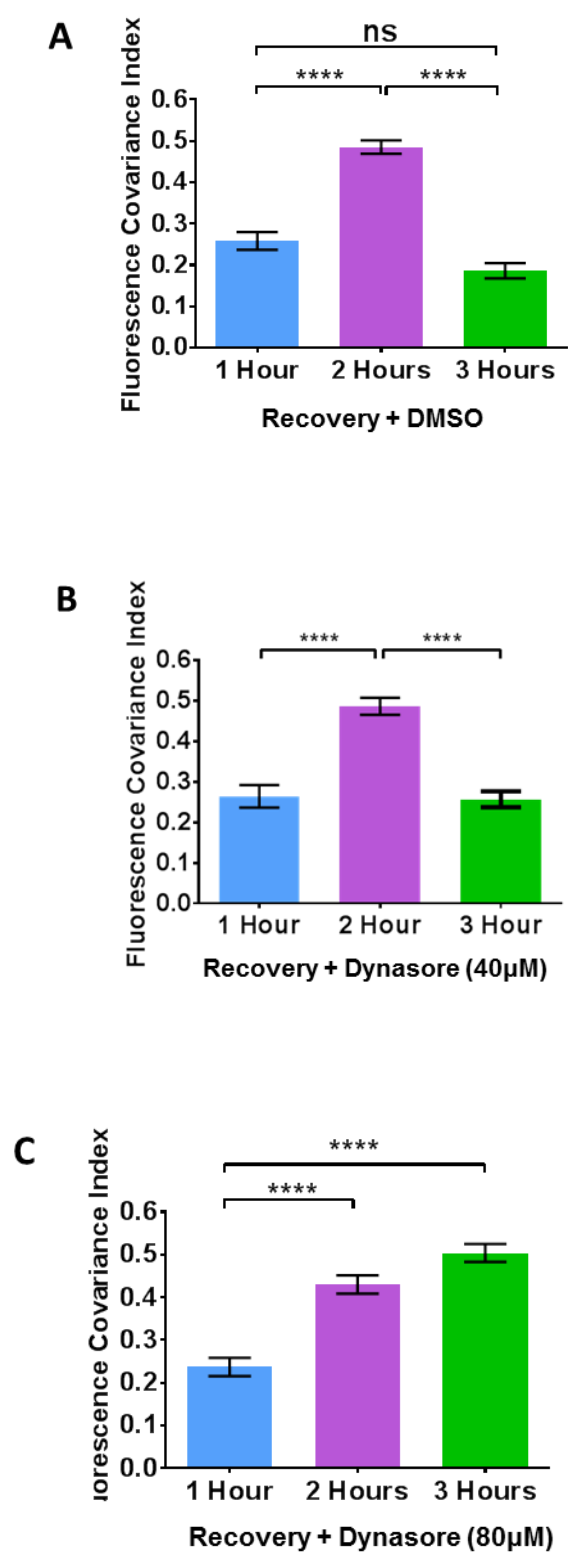 A
ns
**** ****
Fluorescence Covariance Index
0.6
0.5
0.4
0.3
0.2
0.1
0.0
1 Hour 2 Hours 3 Hours
Recovery + DMSO
B
**** ****
Fluorescence Covariance Index
0.6
0.5
0.4
0.3
0.2
0.1
0.0
1 Hour 2 Hour 3 Hour
Recovery + Dynasore (40µM)
C
****
****
uorescence Covariance Index
0.6
0.5
0.4
0.3
0.2
0.1
0.0
1 Hour 2 Hours 3 Hours
Recovery + Dynasore (80µM)